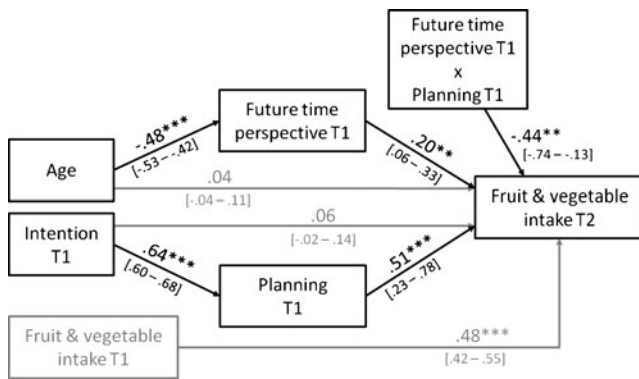 Future time
perspective T1
x
Planning T1
Future time
perspective T1
-.48***
[-.53 – -.42]
.20**
[.06 – .33]
-.44**
[-.74 – -.13]
Age
.04
[-.04 – .11]
Fruit & vegetable
intake T2
Intention
T1
.06
[-.02 – .14]
.64***
[.60 – .68]
Planning
T1
.51***
[.23 – .78]
Fruit & vegetable
intake T1
.48***
[.42 – .55]